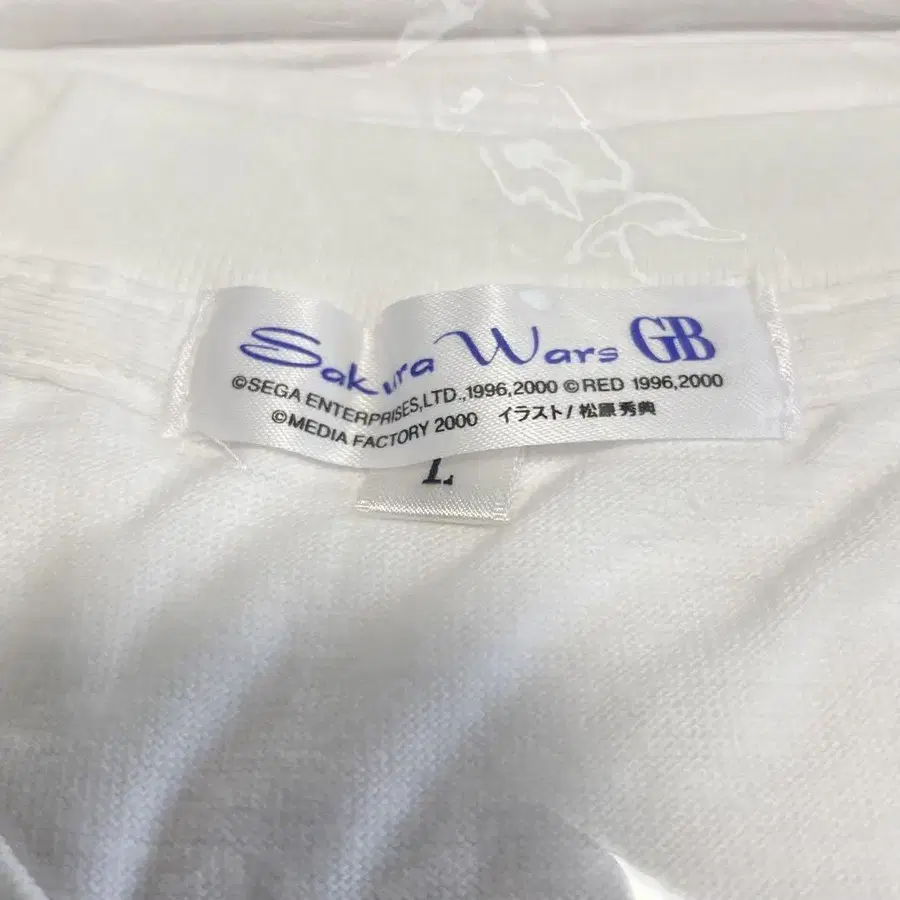 Sakura Wars GB
©SEGA ENTERPRISES,LTD.,1996,2000 ©RED 1996,2000
©MEDIA FACTORY 2000 イラスト/松原秀典
L